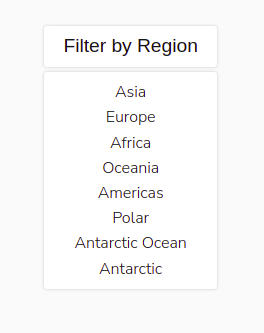 Filter by Region
Asia
Europe
Africa
Oceania
Americas
Polar
Antarctic Ocean
Antarctic